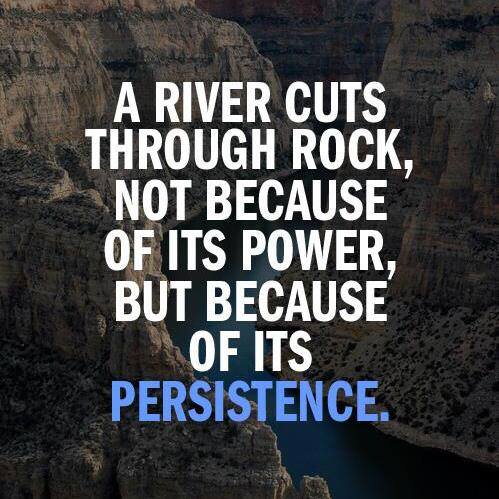 A RIVER CUTS
THROUGH ROCK,
NOT BECAUSE
OF ITS POWER,
BUT BECAUSE
OF ITS
PERSISTENCE.